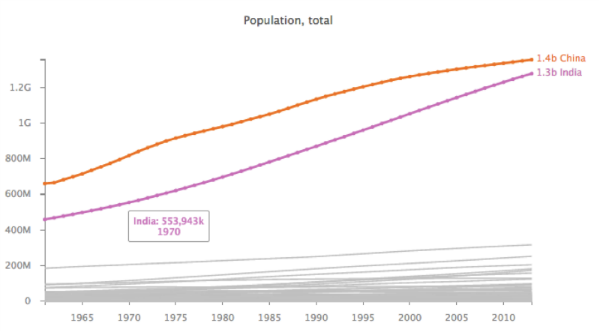 Population, total
1.4b China
1.3b India
1.2G
1G
800M
600M
400M
200M
0
India: 553,943k
1970
1965 1970 1975 1980 1985 1990 1995 2000 2005 2010